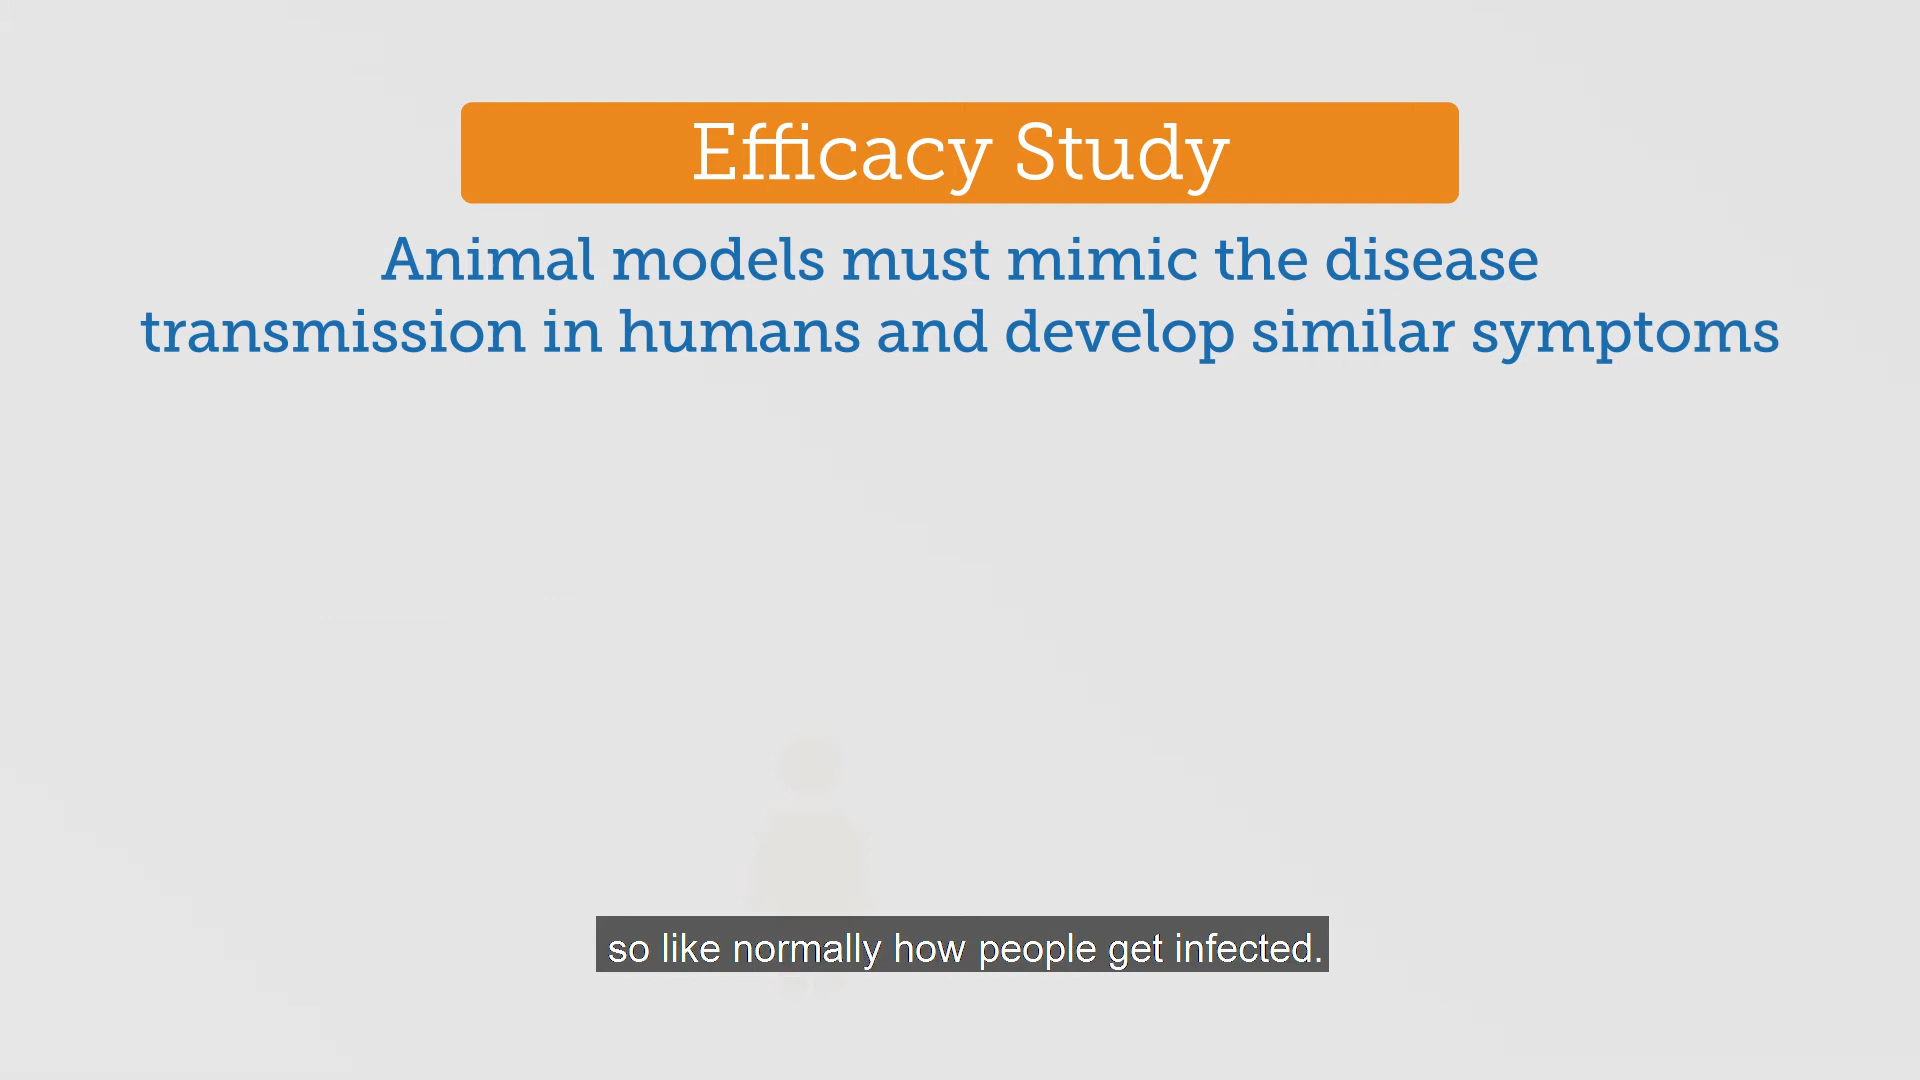 Efficacy Study
Animal models must mimic the disease
transmission in humans and develop similar symptoms
so like normally how people get infected.